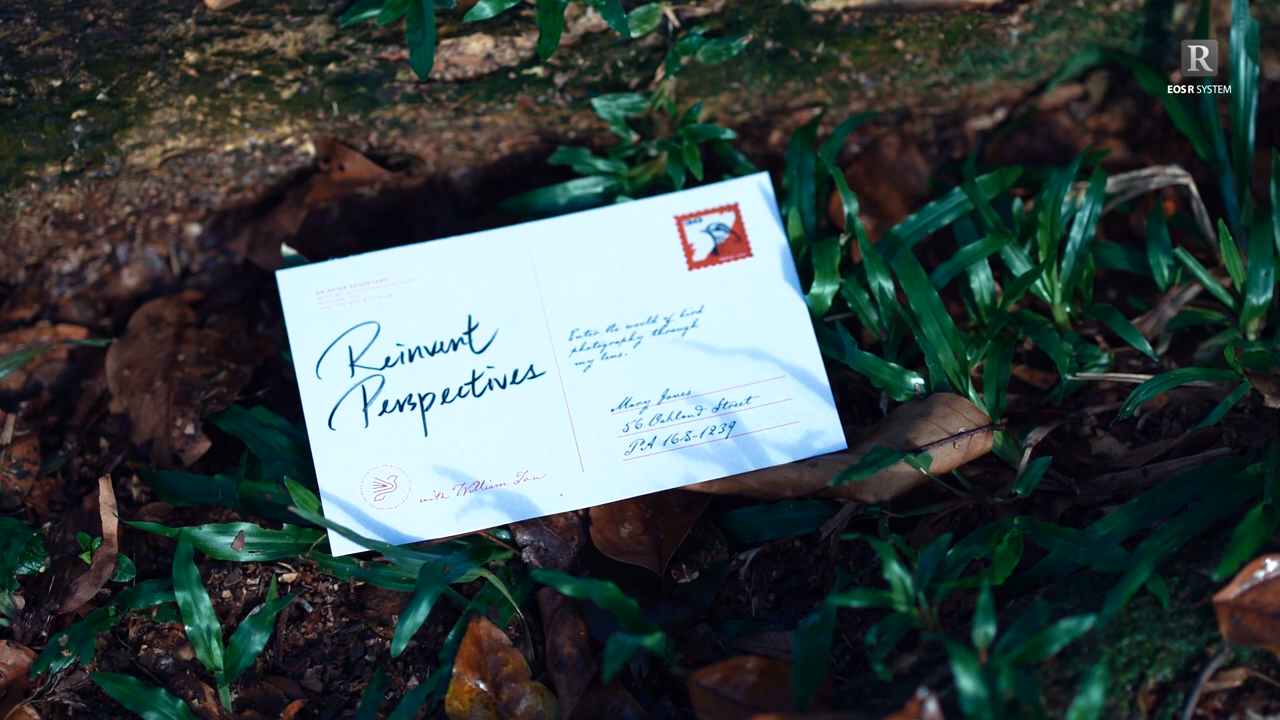 R
EOS R SYSTEM
Reinvent
Perspectives
with William Tan
Enter the world of bird
photography through
my lens.
Mary Jones
56 Oakland Street
PA 165-1239